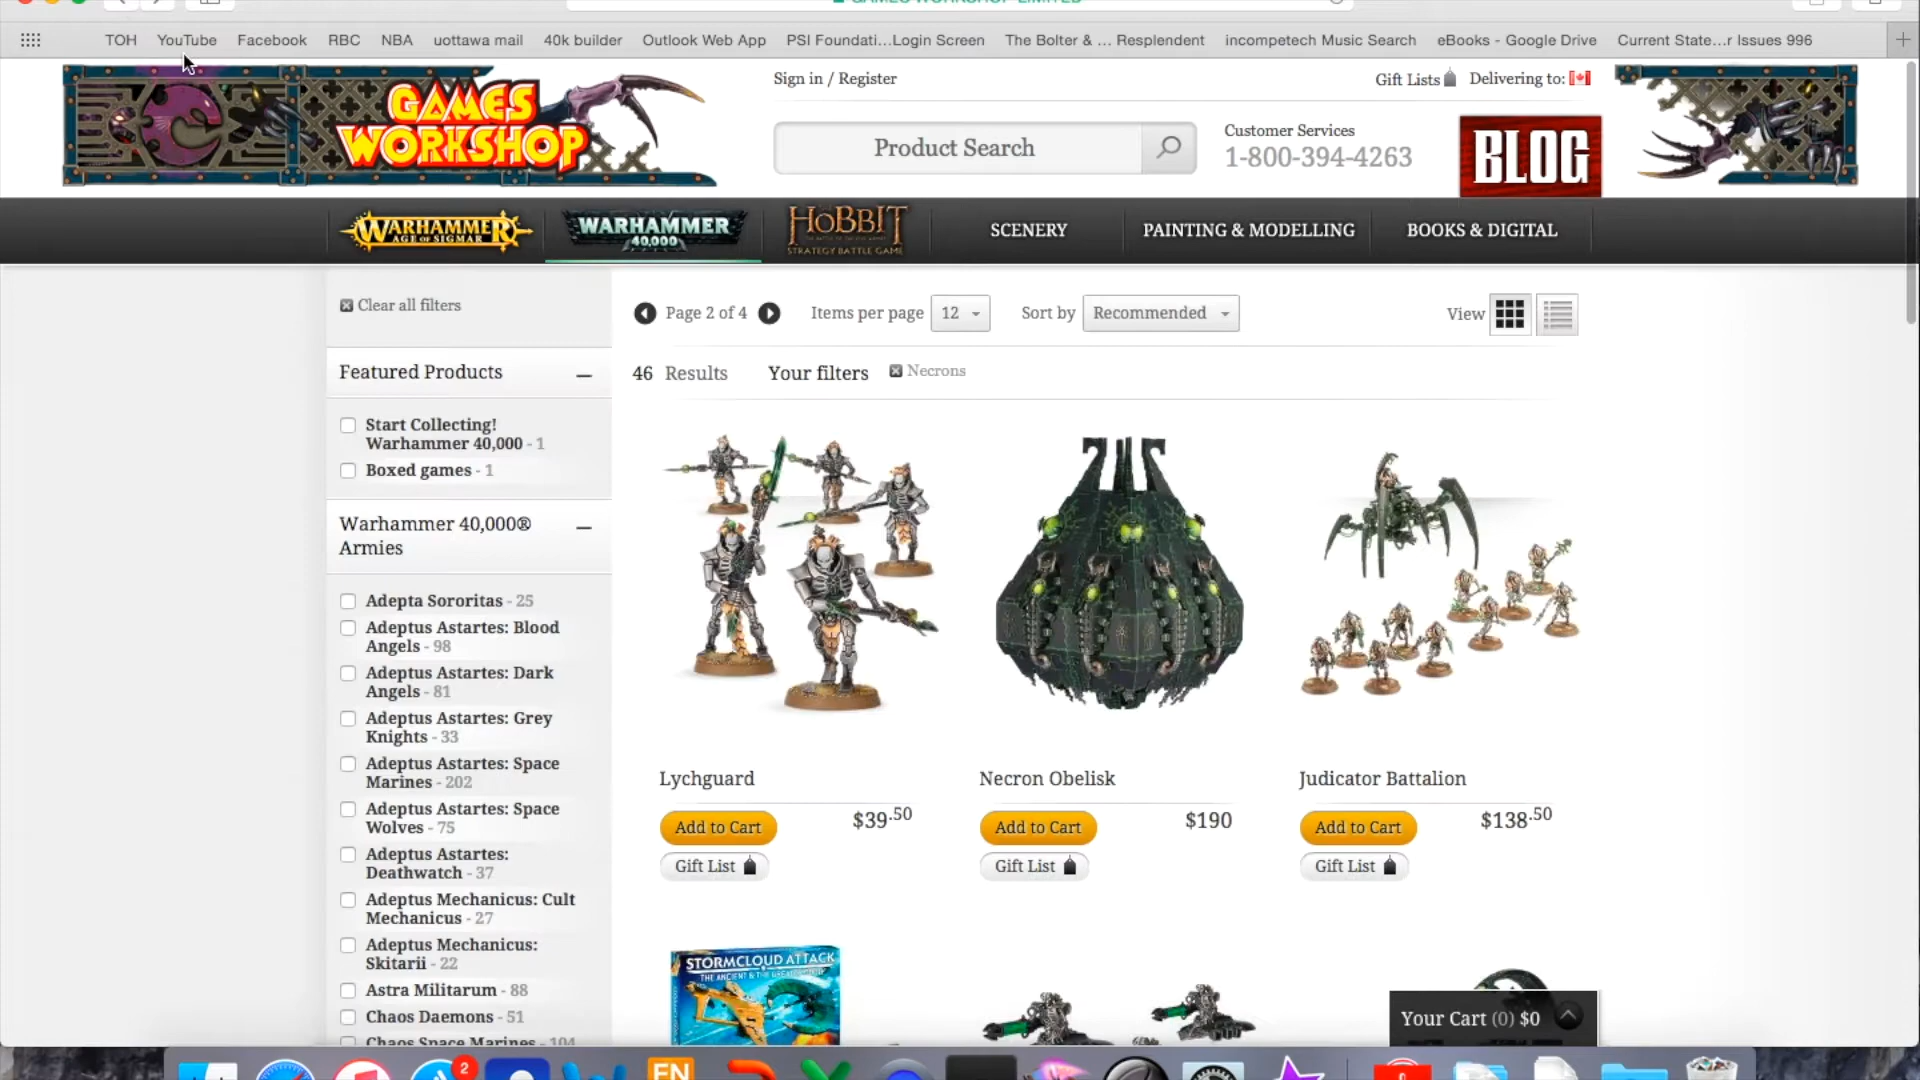 GAMES WORKSHOP LIMITED
TOH YouTube Facebook RBC NBA uottawa mail 40k builder Outlook Web App PSI Foundati...Login Screen The Bolter & ... Resplendent incompetech Music Search eBooks - Google Drive Current State...r Issues 996
GAMES WORKSHOP
Sign in / Register
Gift Lists
Delivering to:
Product Search
Customer Services
1-800-394-4263
BLOG
WARHAMMER AGE OF SIGMAR
WARHAMMER 40,000
THE HOBBIT
STRATEGY BATTLE GAME
SCENERY
PAINTING & MODELLING
BOOKS & DIGITAL
Clear all filters
Featured Products
Start Collecting!
Warhammer 40,000 - 1
Boxed games - 1
Warhammer 40,000®
Armies
Adepta Sororitas - 25
Adeptus Astartes: Blood
Angels - 98
Adeptus Astartes: Dark
Angels - 81
Adeptus Astartes: Grey
Knights - 33
Adeptus Astartes: Space
Marines - 202
Adeptus Astartes: Space
Wolves - 75
Adeptus Astartes:
Deathwatch - 37
Adeptus Mechanicus: Cult
Mechanicus - 27
Adeptus Mechanicus:
Skitarii - 22
Astra Militarum - 88
Chaos Daemons - 51
Chaos Space Marines - 104
Page 2 of 4
Items per page 12
Sort by Recommended
View
46 Results
Your filters
Necrons
Lychguard
Add to Cart
$39.50
Gift List
Necron Obelisk
Add to Cart
$190
Gift List
Judicator Battalion
Add to Cart
$138.50
Gift List
STORMCLOUD ATTACK
Your Cart (0) $0
2
EN